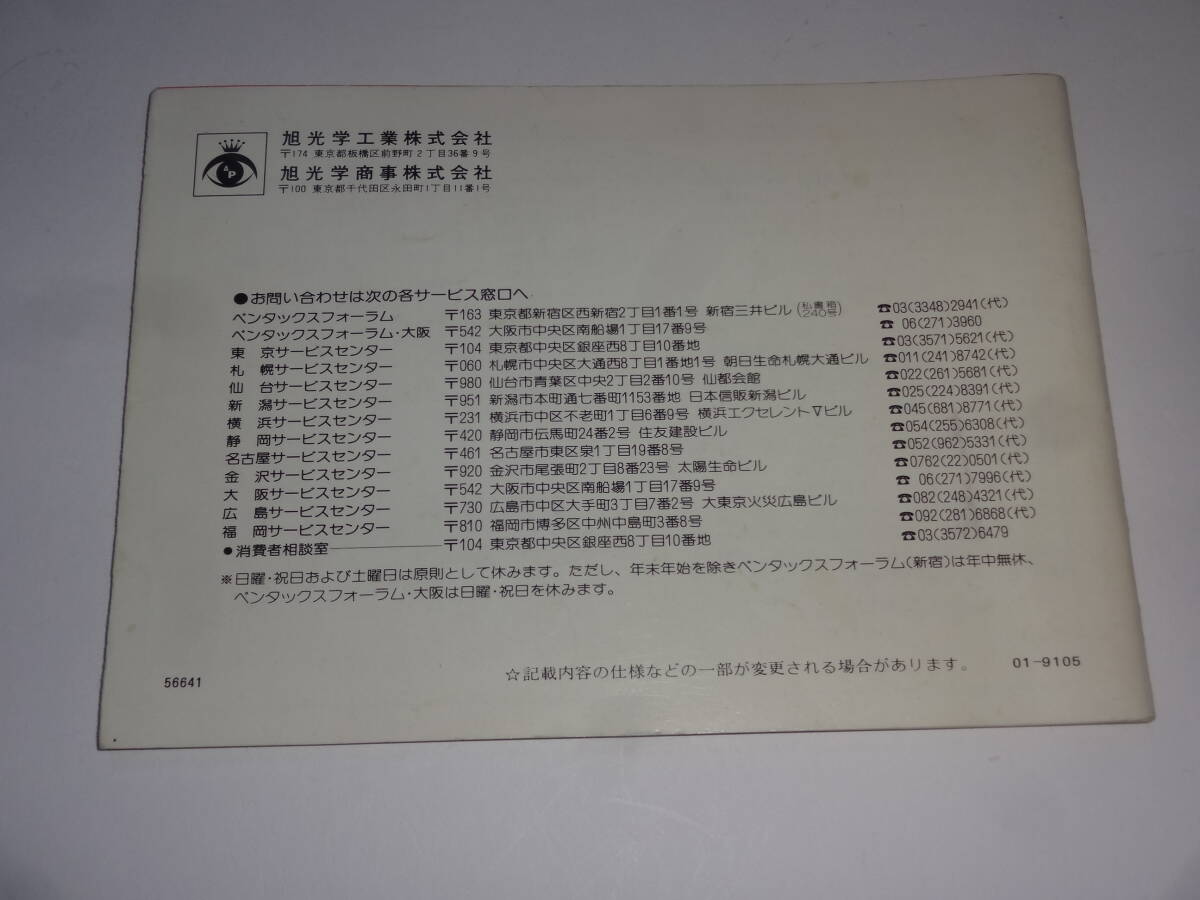 AP
旭光学工業株式会社
〒174 東京都板橋区前野町2丁目36番9号
旭光学商事株式会社
〒100 東京都千代田区永田町1丁目11番1号
●お問い合わせは次の各サービス窓口へ
ペンタックスフォーラム 〒163 東京都新宿区西新宿2丁目1番1号 新宿三井ビル(私書箱240号) ☎03(3348)2941(代)
ペンタックスフォーラム・大阪 〒542 大阪市中央区南船場1丁目17番9号 ☎ 06(271)3960
東 京サービスセンター 〒104 東京都中央区銀座西8丁目10番地 ☎03(3571)5621(代)
札 幌サービスセンター 〒060 札幌市中央区大通西8丁目1番地1号 朝日生命札幌大通ビル ☎011(241)8742(代)
仙 台サービスセンター 〒980 仙台市青葉区中央2丁目2番10号 仙都会館 ☎022(261)5681(代)
新 潟サービスセンター 〒951 新潟市本町通七番町1153番地 日本信販新潟ビル ☎025(224)8391(代)
横 浜サービスセンター 〒231 横浜市中区不老町1丁目6番9号 横浜エクセレントⅤビル ☎045(681)8771(代)
静 岡サービスセンター 〒420 静岡市伝馬町24番2号 住友建設ビル ☎054(255)6308(代)
名古屋サービスセンター 〒461 名古屋市東区泉1丁目19番8号 ☎052(962)5331(代)
金 沢サービスセンター 〒920 金沢市尾張町2丁目8番23号 太陽生命ビル ☎0762(22)0501(代)
大 阪サービスセンター 〒542 大阪市中央区南船場1丁目17番9号 ☎ 06(271)7996(代)
広 島サービスセンター 〒730 広島市中区大手町3丁目7番2号 大東京火災広島ビル ☎082(248)4321(代)
福 岡サービスセンター 〒810 福岡市博多区中州中島町3番8号 ☎092(281)6868(代)
●消費者相談室 〒104 東京都中央区銀座西8丁目10番地 ☎03(3572)6479
※日曜・祝日および土曜日は原則として休みます。ただし、年末年始を除きペンタックスフォーラム(新宿)は年中無休、
ペンタックスフォーラム・大阪は日曜・祝日を休みます。
☆記載内容の仕様などの一部が変更される場合があります。 01-9105
56641